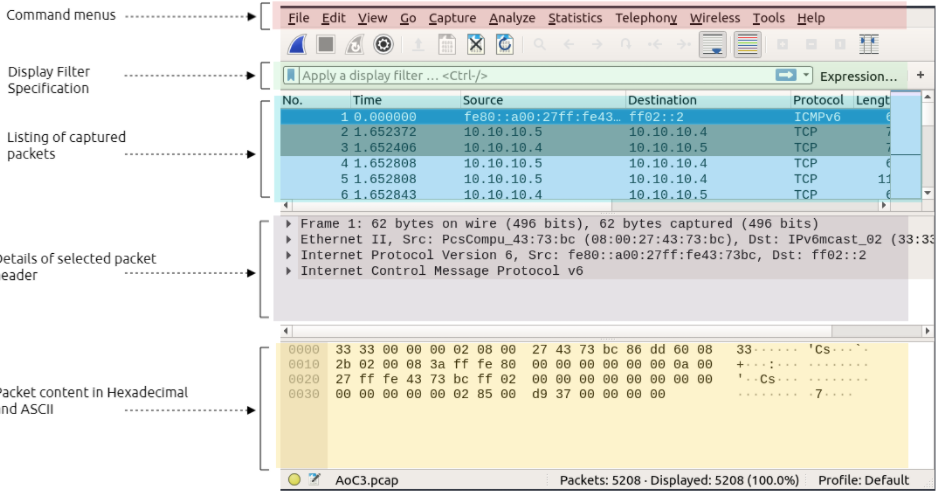 Command menus
File Edit View Go Capture Analyze Statistics Telephony Wireless Tools Help
Display Filter
Specification
Apply a display filter … <Ctrl-/>
Expression…
+
Listing of captured
packets
No. Time Source Destination Protocol Lengt
1 0.000000 fe80::a00:27ff:fe43… ff02::2 ICMPv6 6
2 1.652372 10.10.10.5 10.10.10.4 TCP 7
3 1.652406 10.10.10.4 10.10.10.5 TCP 7
4 1.652808 10.10.10.5 10.10.10.4 TCP 6
5 1.652808 10.10.10.5 10.10.10.4 TCP 11
6 1.652843 10.10.10.4 10.10.10.5 TCP 6
Details of selected packet
header
Frame 1: 62 bytes on wire (496 bits), 62 bytes captured (496 bits)
Ethernet II, Src: PcsCompu_43:73:bc (08:00:27:43:73:bc), Dst: IPv6mcast_02 (33:33
Internet Protocol Version 6, Src: fe80::a00:27ff:fe43:73bc, Dst: ff02::2
Internet Control Message Protocol v6
Packet content in Hexadecimal
and ASCII
0000 33 33 00 00 00 02 08 00 27 43 73 bc 86 dd 60 08 33······ 'Cs···`·
0010 2b 02 00 08 3a ff fe 80 00 00 00 00 00 00 0a 00 +···:··· ········
0020 27 ff fe 43 73 bc ff 02 00 00 00 00 00 00 00 00 '··Cs··· ········
0030 00 00 00 00 00 02 85 00 d9 37 00 00 00 00 ········ ·7····
AoC3.pcap
Packets: 5208 · Displayed: 5208 (100.0%)
Profile: Default